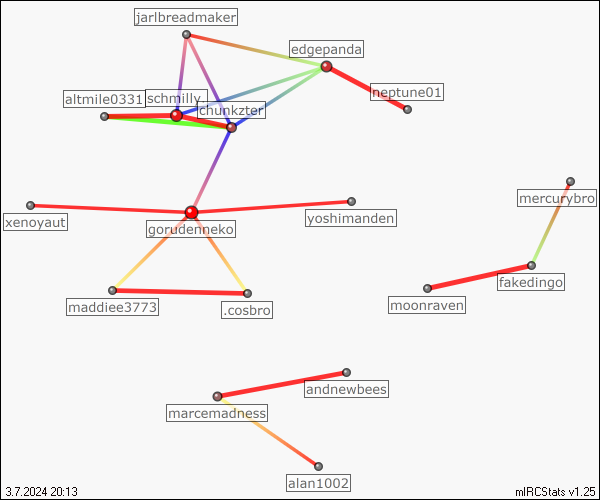 jarlbreadmaker
edgepanda
neptune01
altmile0331
schmilly_
chunkzter
mercurybro
xenoyaut
yoshimanden
gorudenneko
fakedingo
moonraven
maddiee3773
.cosbro
andnewbees
marcemadness
alan1002
3.7.2024 20:13
mIRCStats v1.25